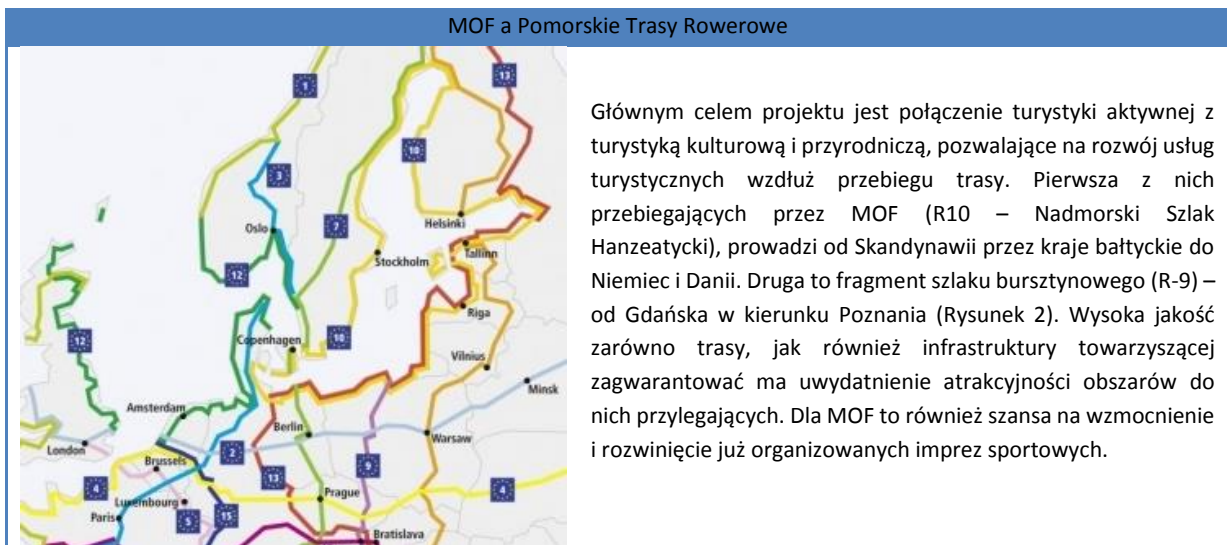 MOF a Pomorskie Trasy Rowerowe
1
13
10
3
7
Helsinki
Oslo
Tallinn
Stockholm
12
Riga
12
10
Copenhagen
Vilnius
Minsk
Amsterdam
Berlin
Warsaw
London
2
Brussels
9
13
4
4
Prague
Luxembourg
5
15
Paris
Bratislava
Głównym celem projektu jest połączenie turystyki aktywnej z
turystyką kulturową i przyrodniczą, pozwalające na rozwój usług
turystycznych wzdłuż przebiegu trasy. Pierwsza z nich
przebiegających przez MOF (R10 – Nadmorski Szlak
Hanzeatycki), prowadzi od Skandynawii przez kraje bałtyckie do
Niemiec i Danii. Druga to fragment szlaku bursztynowego (R-9) –
od Gdańska w kierunku Poznania (Rysunek 2). Wysoka jakość
zarówno trasy, jak również infrastruktury towarzyszącej
zagwarantować ma uwydatnienie atrakcyjności obszarów do
nich przylegających. Dla MOF to również szansa na wzmocnienie
i rozwinięcie już organizowanych imprez sportowych.